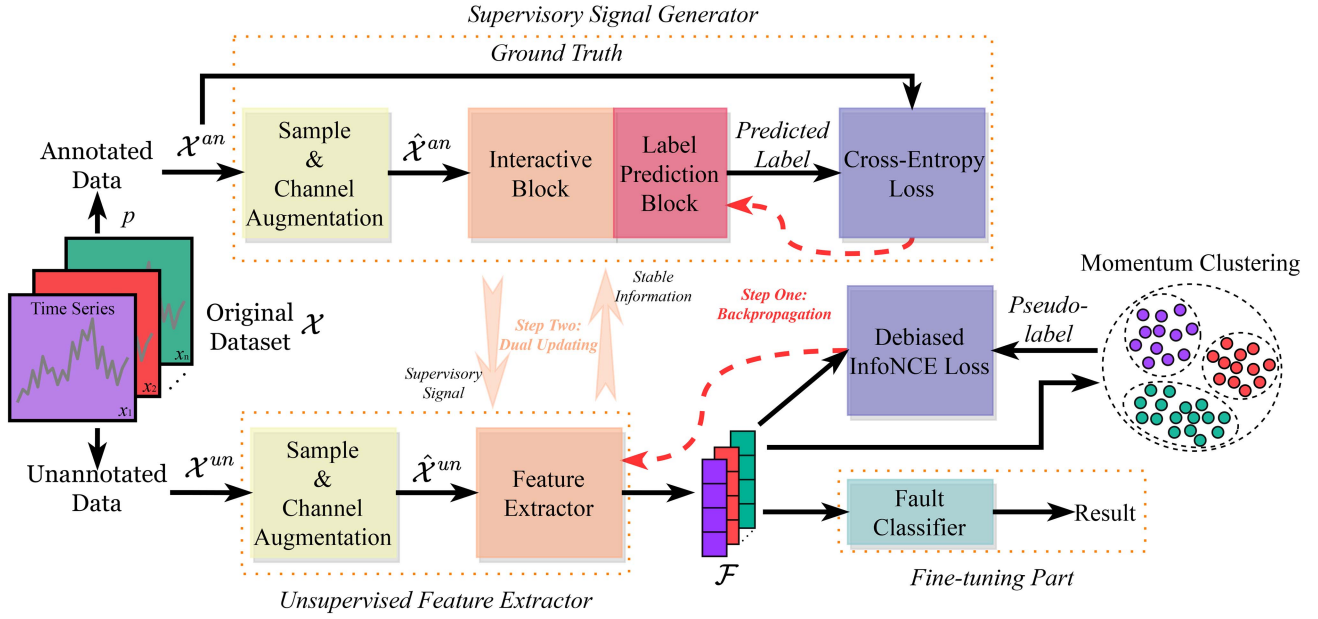 Supervisory Signal Generator
Ground Truth
Annotated
Data
𝒳^{an}
Sample
&
Channel
Augmentation
𝒳̂^{an}
Interactive
Block
Label
Prediction
Block
Predicted
Label
Cross-Entropy
Loss
p
Time Series
x_1
x_2
x_n
Original
Dataset 𝒳
Step Two:
Dual Updating
Supervisory
Signal
Stable
Information
Step One:
Backpropagation
Debiased
InfoNCE Loss
Pseudo-
label
Momentum Clustering
Unannotated
Data
𝒳^{un}
Sample
&
Channel
Augmentation
𝒳̂^{un}
Feature
Extractor
ℱ
Fault
Classifier
Result
Unsupervised Feature Extractor
Fine-tuning Part